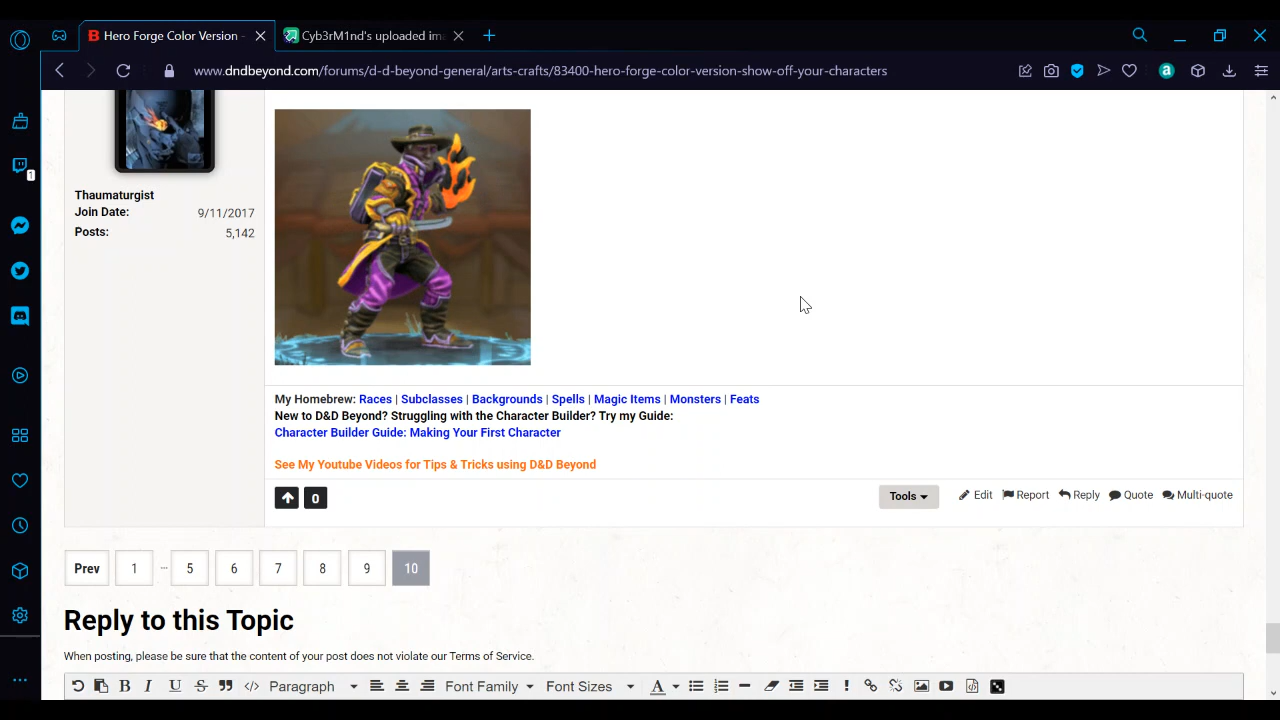 Hero Forge Color Version -
Cyb3rM1nd's uploaded ima
www.dndbeyond.com/forums/d-d-beyond-general/arts-crafts/83400-hero-forge-color-version-show-off-your-characters
1
Thaumaturgist
Join Date: 9/11/2017
Posts: 5,142
My Homebrew: Races | Subclasses | Backgrounds | Spells | Magic Items | Monsters | Feats
New to D&D Beyond? Struggling with the Character Builder? Try my Guide:
Character Builder Guide: Making Your First Character
See My Youtube Videos for Tips & Tricks using D&D Beyond
0
Tools Edit Report Reply Quote Multi-quote
Prev 1 ... 5 6 7 8 9 10
Reply to this Topic
When posting, please be sure that the content of your post does not violate our Terms of Service.
B I U S Paragraph Font Family Font Sizes A